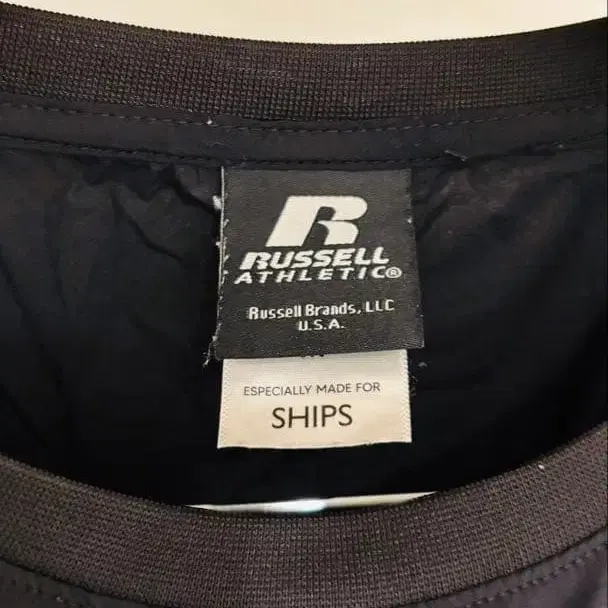 R
RUSSELL
ATHLETIC®
Russell Brands, LLC
U.S.A.
ESPECIALLY MADE FOR
SHIPS